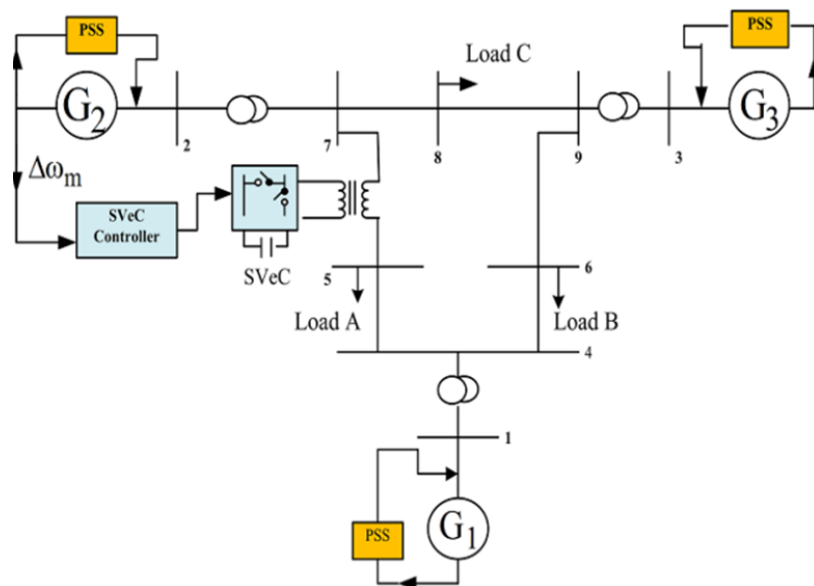 PSS
PSS
Load C
G2
G3
2
7
8
9
3
Δωm
SVeC
Controller
SVeC
5
6
Load A
Load B
4
1
PSS
G1